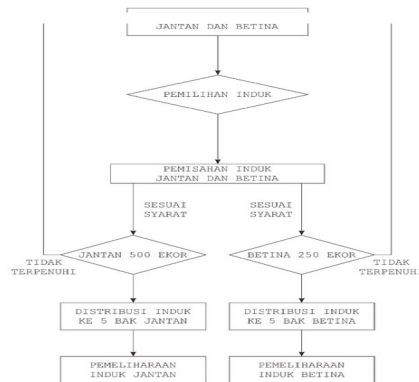 JANTAN DAN BETINA
PEMILIHAN INDUK
PEMISAHAN INDUK
JANTAN DAN BETINA
SESUAI
SYARAT
SESUAI
SYARAT
TIDAK
TERPENUHI
JANTAN 500 EKOR
BETINA 250 EKOR
TIDAK
TERPENUHI
DISTRIBUSI INDUK
KE 5 BAK JANTAN
DISTRIBUSI INDUK
KE 5 BAK BETINA
PEMELIHARAAN
INDUK JANTAN
PEMELIHARAAN
INDUK BETINA